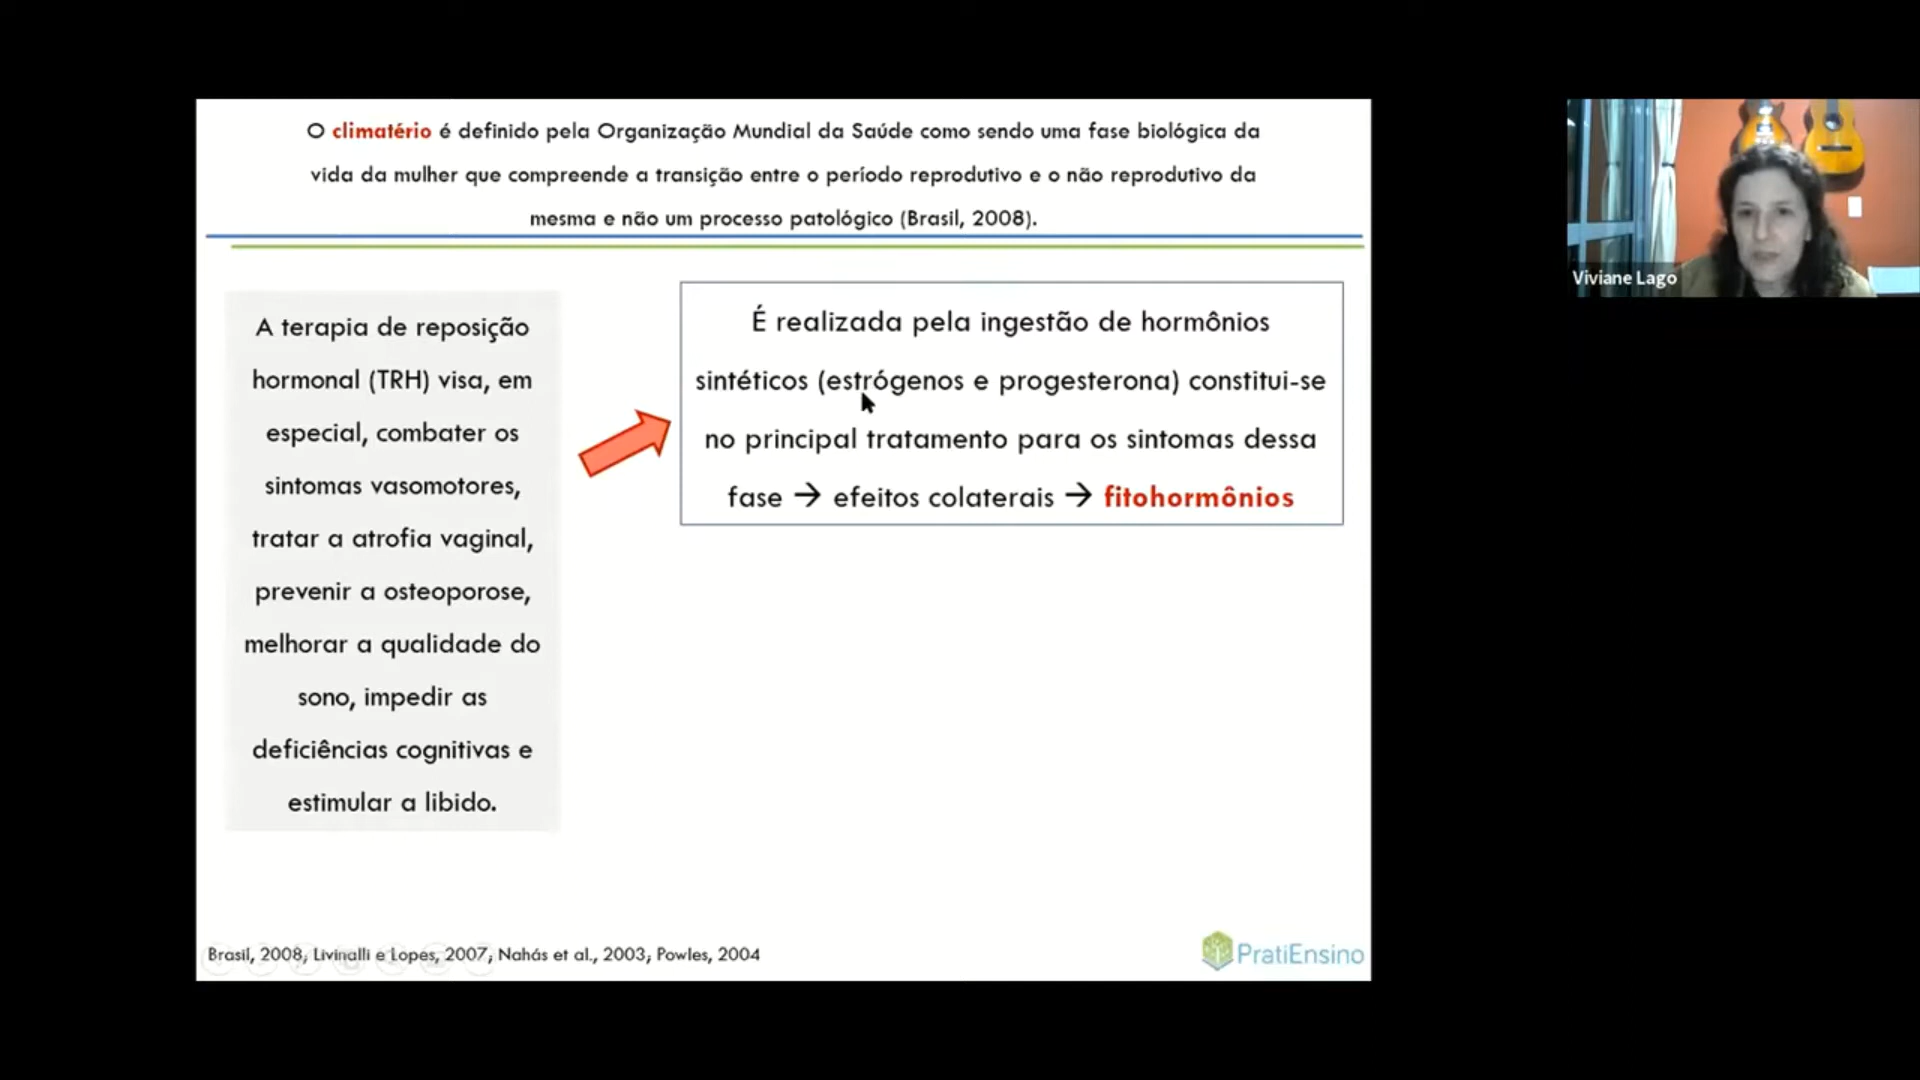 O climatério é definido pela Organização Mundial da Saúde como sendo uma fase biológica da
vida da mulher que compreende a transição entre o período reprodutivo e o não reprodutivo da
mesma e não um processo patológico (Brasil, 2008).
A terapia de reposição
hormonal (TRH) visa, em
especial, combater os
sintomas vasomotores,
tratar a atrofia vaginal,
prevenir a osteoporose,
melhorar a qualidade do
sono, impedir as
deficiências cognitivas e
estimular a libido.
É realizada pela ingestão de hormônios
sintéticos (estrógenos e progesterona) constitui-se
no principal tratamento para os sintomas dessa
fase → efeitos colaterais → fitohormônios
Brasil, 2008; Livinalli e Lopes, 2007; Nahás et al., 2003; Powles, 2004
PratiEnsino
Viviane Lago